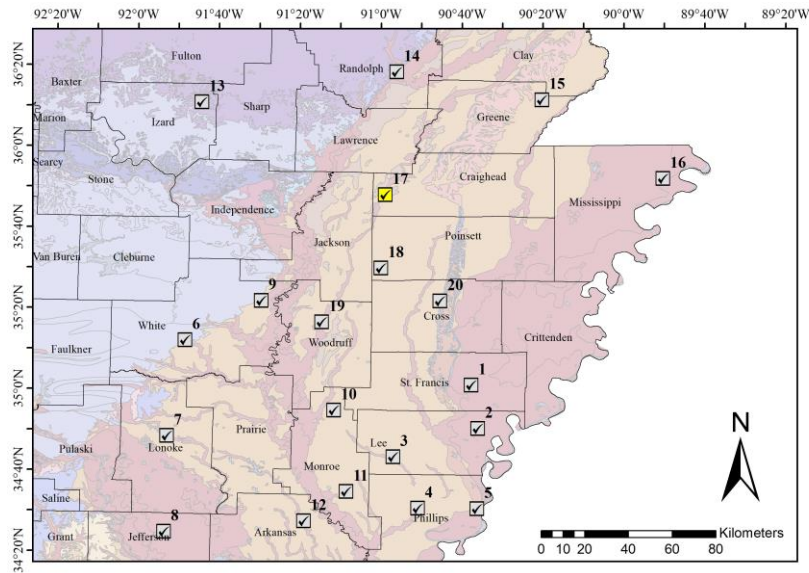 92°20'W 92°0'W 91°40'W 91°20'W 91°0'W 90°40'W 90°20'W 90°0'W 89°40'W 89°20'W
36°20'N
36°0'N
35°40'N
35°20'N
35°0'N
34°40'N
34°20'N
Fulton
Randolph
14
Clay
Baxter
13
Sharp
15
Marion
Izard
Greene
Lawrence
Searcy
Stone
17
Craighead
16
Mississippi
Independence
Van Buren
Cleburne
Jackson
Poinsett
18
9
19
20
Cross
White
6
Woodruff
Crittenden
Faulkner
St. Francis
1
10
2
7
Prairie
Lee
3
Pulaski
Lonoke
Monroe
11
Saline
4
5
8
12
Phillips
Grant
Jefferson
Arkansas
N
Kilometers
0 10 20 40 60 80